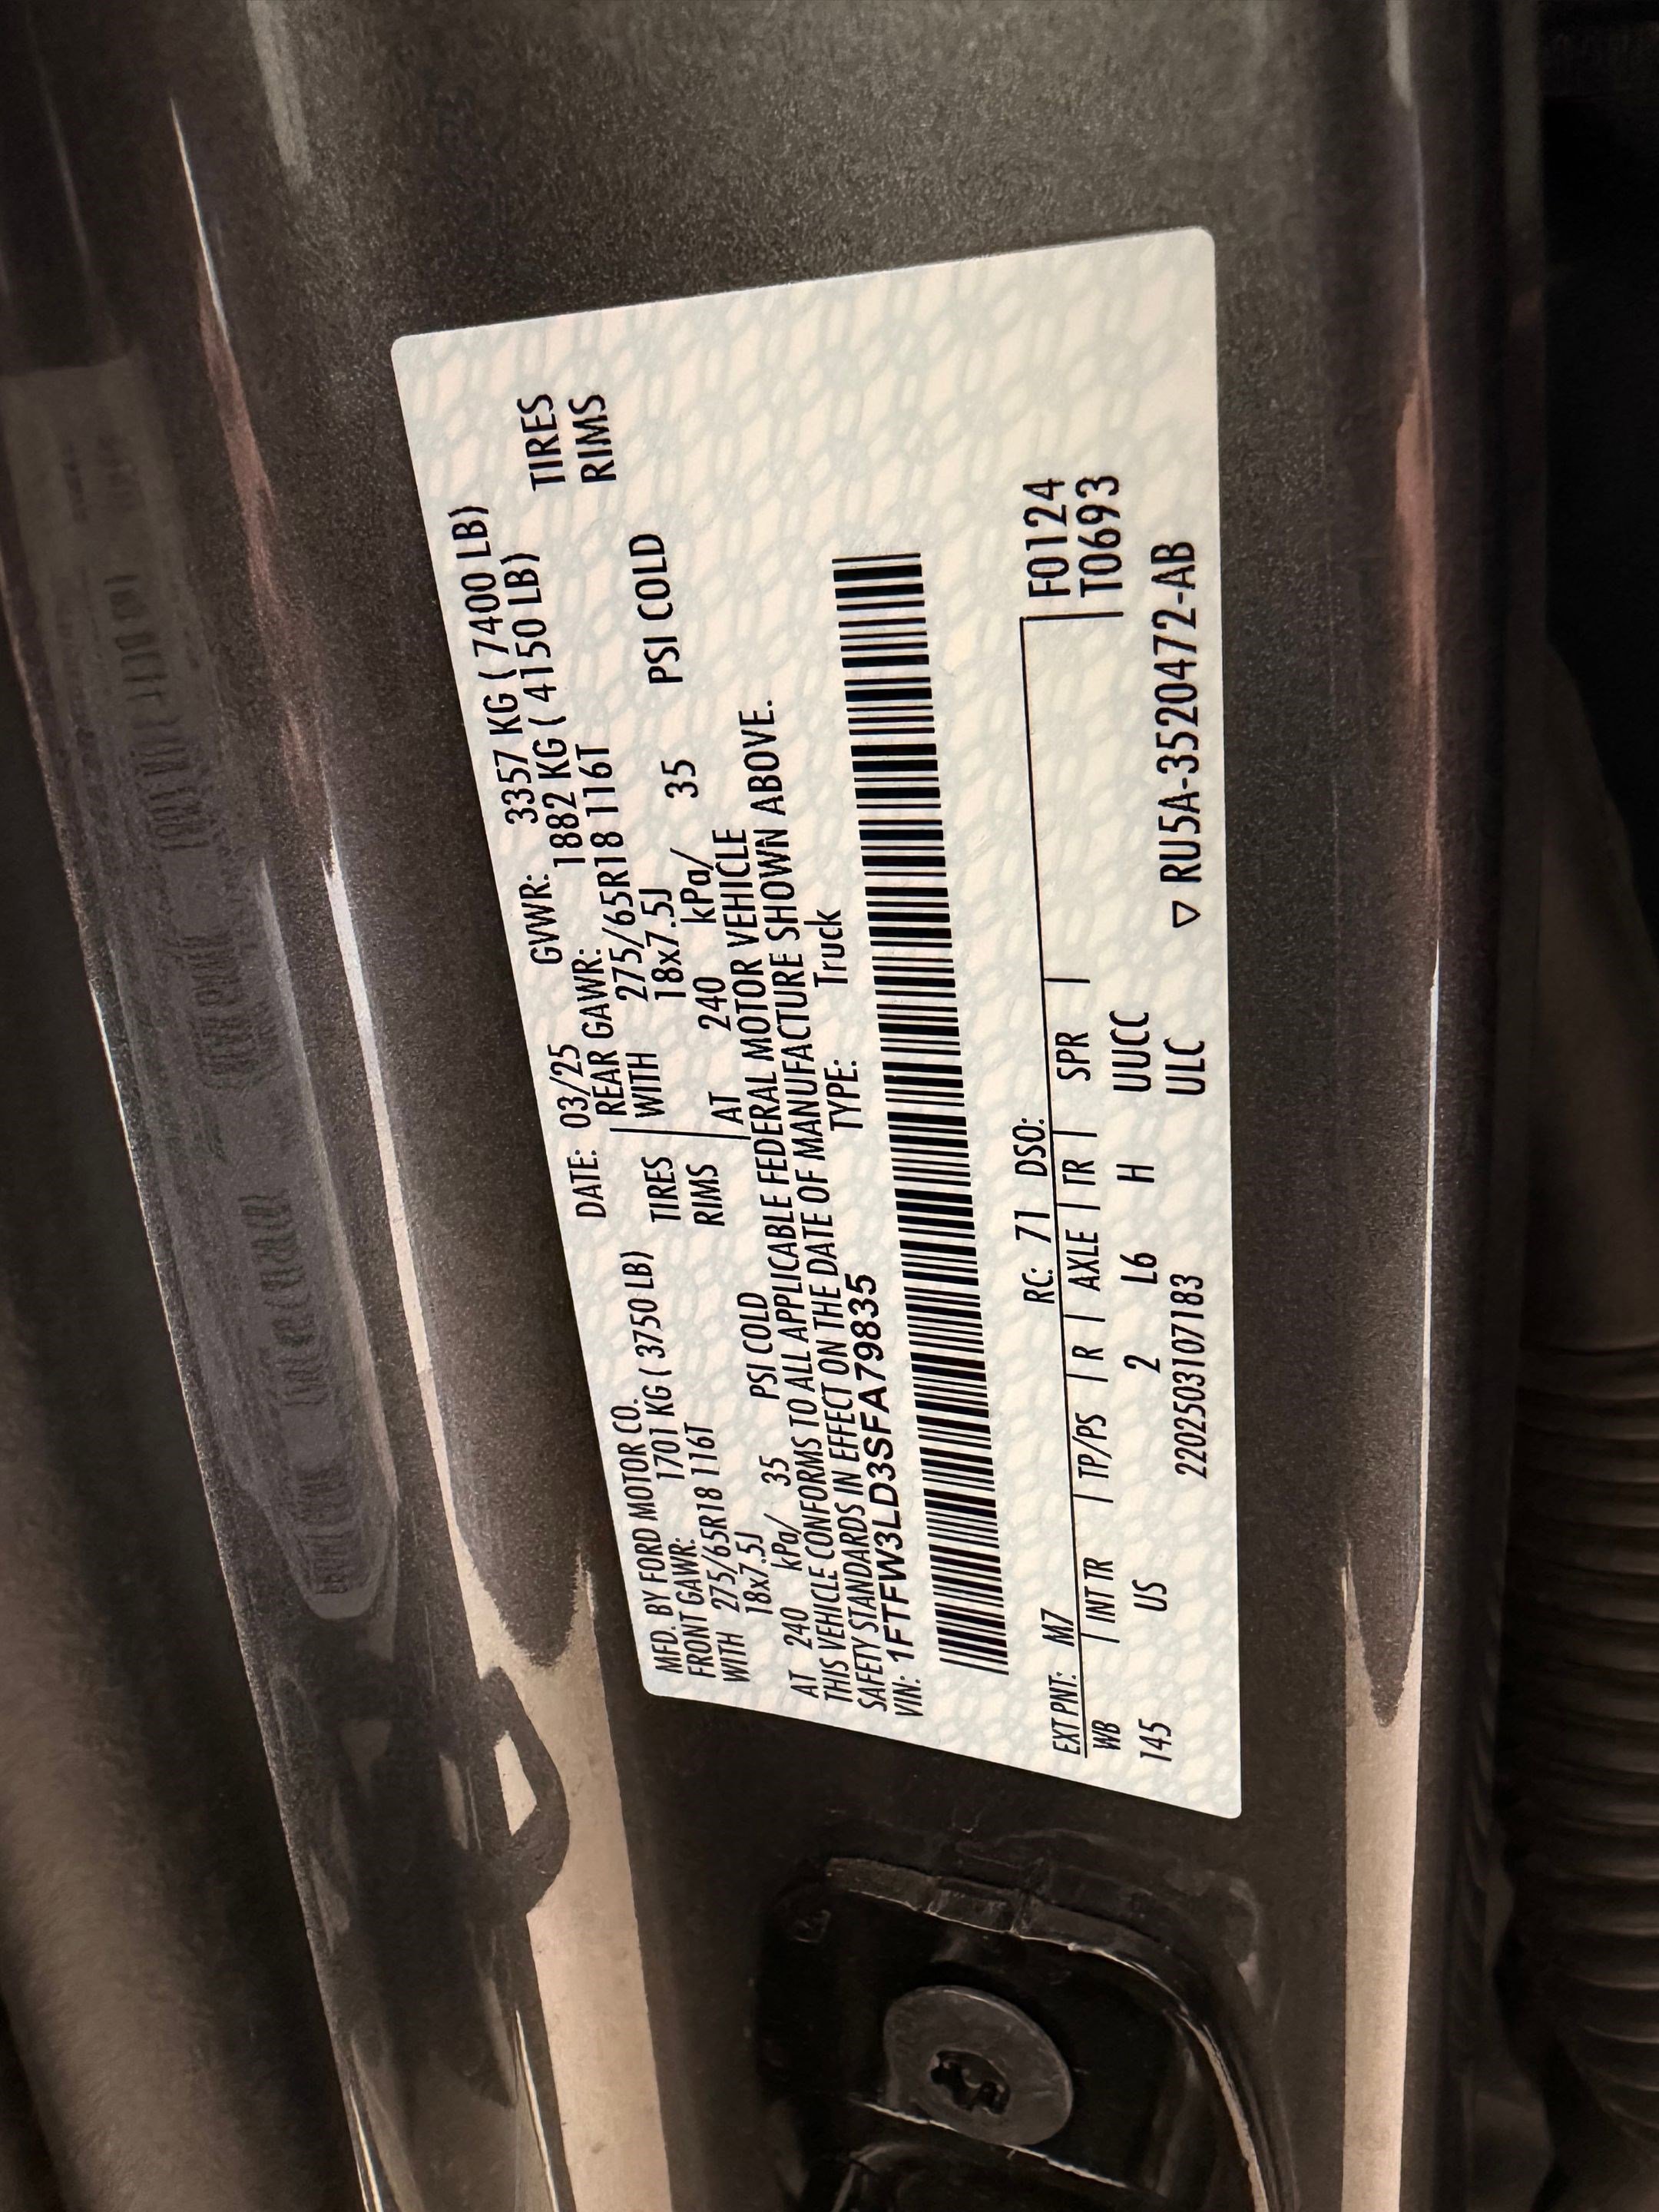 MFD. BY FORD MOTOR CO. DATE: 03/25 GVWR: 3357 KG ( 7400 LB)
FRONT GAWR: 1701 KG ( 3750 LB) REAR GAWR: 1882 KG ( 4150 LB)
WITH 275/65R18 116T TIRES WITH 275/65R18 116T TIRES
18x7.5J RIMS 18x7.5J RIMS
AT 240 kPa/ 35 PSI COLD AT 240 kPa/ 35 PSI COLD
THIS VEHICLE CONFORMS TO ALL APPLICABLE FEDERAL MOTOR VEHICLE
SAFETY STANDARDS IN EFFECT ON THE DATE OF MANUFACTURE SHOWN ABOVE.
VIN: 1FTFW3LD3SFA79835 TYPE: Truck
EXT PNT: M7 RC: 71 DSO: F0124
WB INT TR TP/PS R AXLE TR SPR T0693
145 US 2 L6 H UUCC
2202503107183 ULC ▽ RU5A-3520472-AB